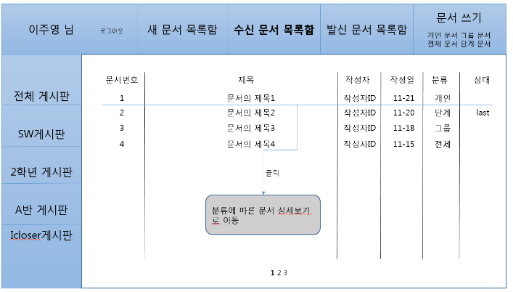 이주영 님
로그아웃
새 문서 목록함
수신 문서 목록함
발신 문서 목록함
문서 쓰기
개인 문서 그룹 문서
전체 문서 단계 문서
전체 게시판
SW게시판
2학년 게시판
A반 게시판
Icloser게시판
문서번호 제목 작성자 작성일 분류 상태
1 문서의 제목1 작성자ID 11-21 개인
2 문서의 제목2 작성자ID 11-20 단계 last
3 문서의 제목3 작성자ID 11-18 그룹
4 문서의 제목4 작성자ID 11-15 전체
클릭
분류에 따른 문서 상세보기
로 이동
1 2 3